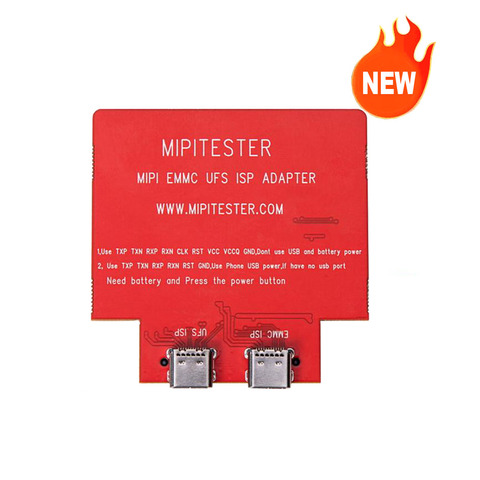 NEW
MIPITESTER
MIPI EMMC UFS ISP ADAPTER
WWW.MIPITESTER.COM
1,Use TXP TXN RXP RXN CLK RST VCC VCCQ GND,Dont use USB and battery power
2, Use TXP TXN RXP RXN RST GND,Use Phone USB power,If have no usb port
Need battery and Press the power button
UFS ISP
EMMC ISP